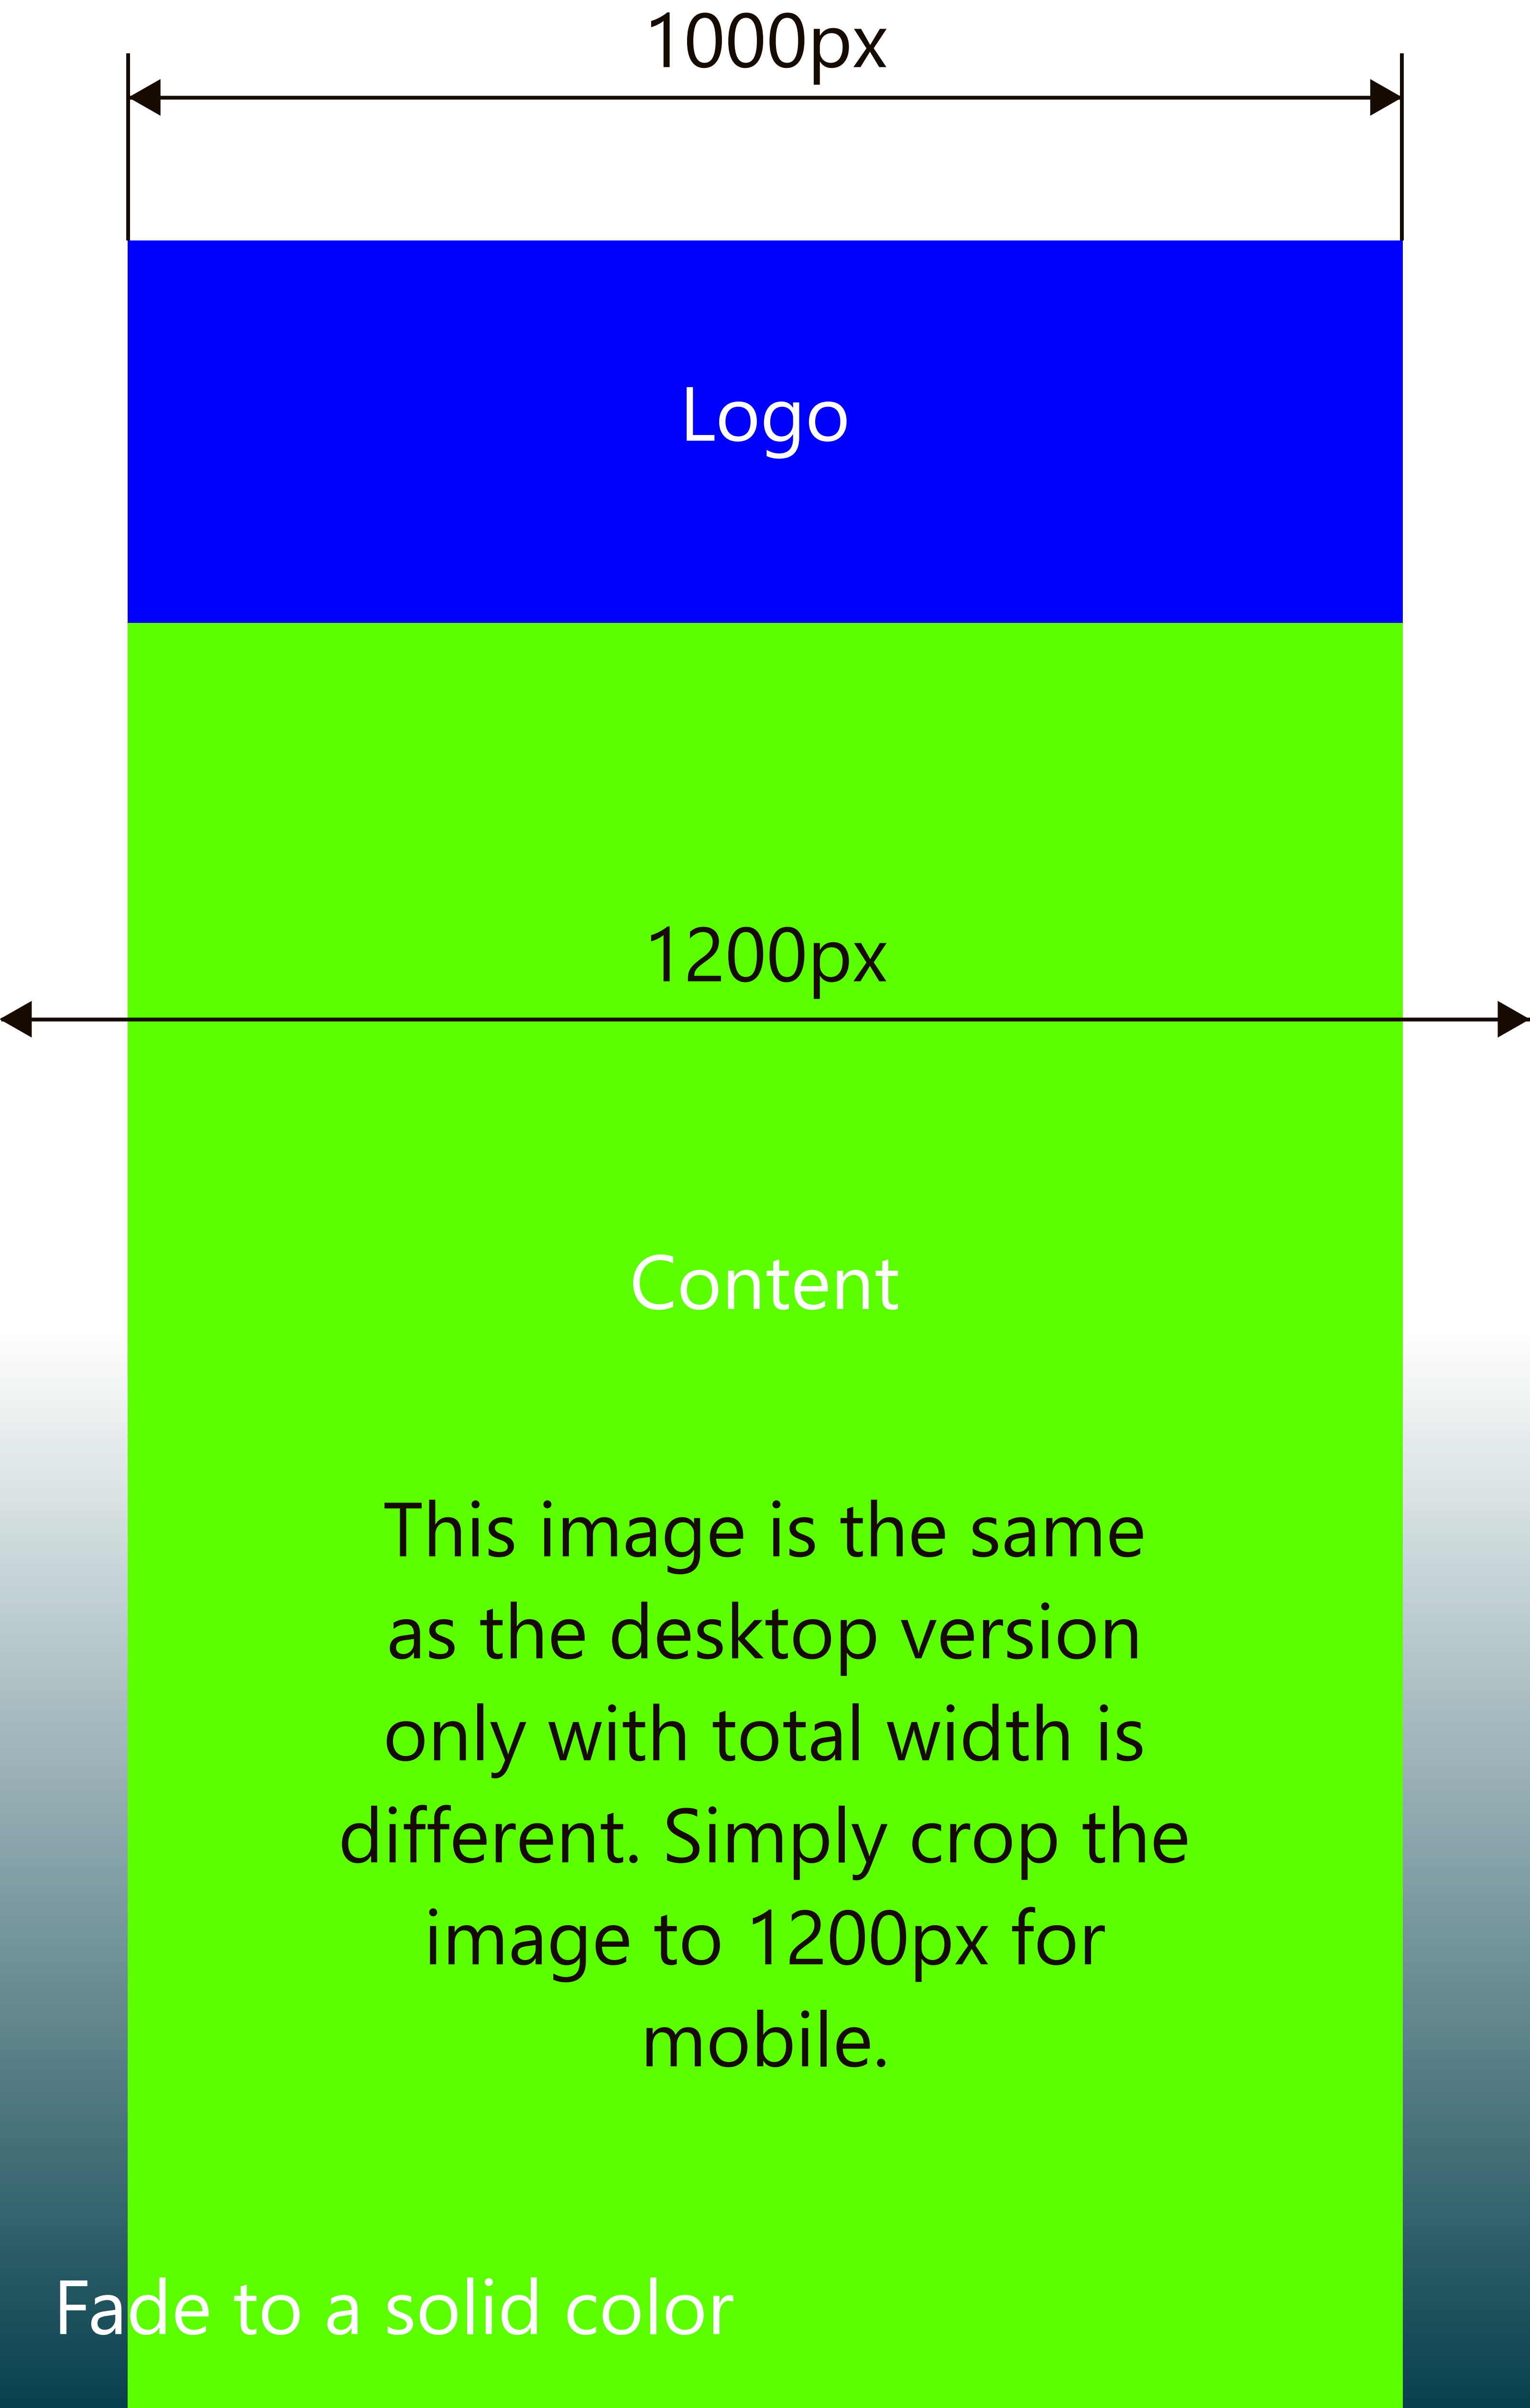 1000px
Logo
1200px
Content
This image is the same
as the desktop version
only with total width is
different. Simply crop the
image to 1200px for
mobile.
Fade to a solid color